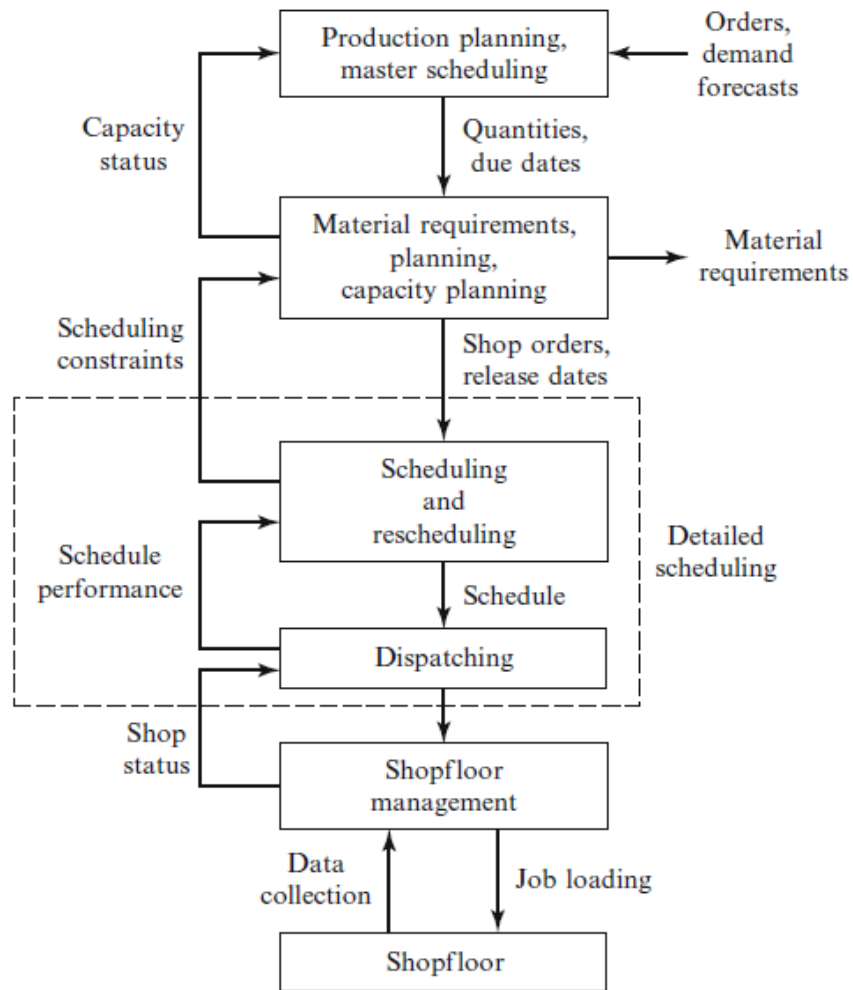 Production planning,
master scheduling
Orders,
demand
forecasts
Capacity
status
Quantities,
due dates
Material requirements,
planning,
capacity planning
Material
requirements
Scheduling
constraints
Shop orders,
release dates
Scheduling
and
rescheduling
Detailed
scheduling
Schedule
performance
Schedule
Dispatching
Shop
status
Shopfloor
management
Data
collection
Job loading
Shopfloor